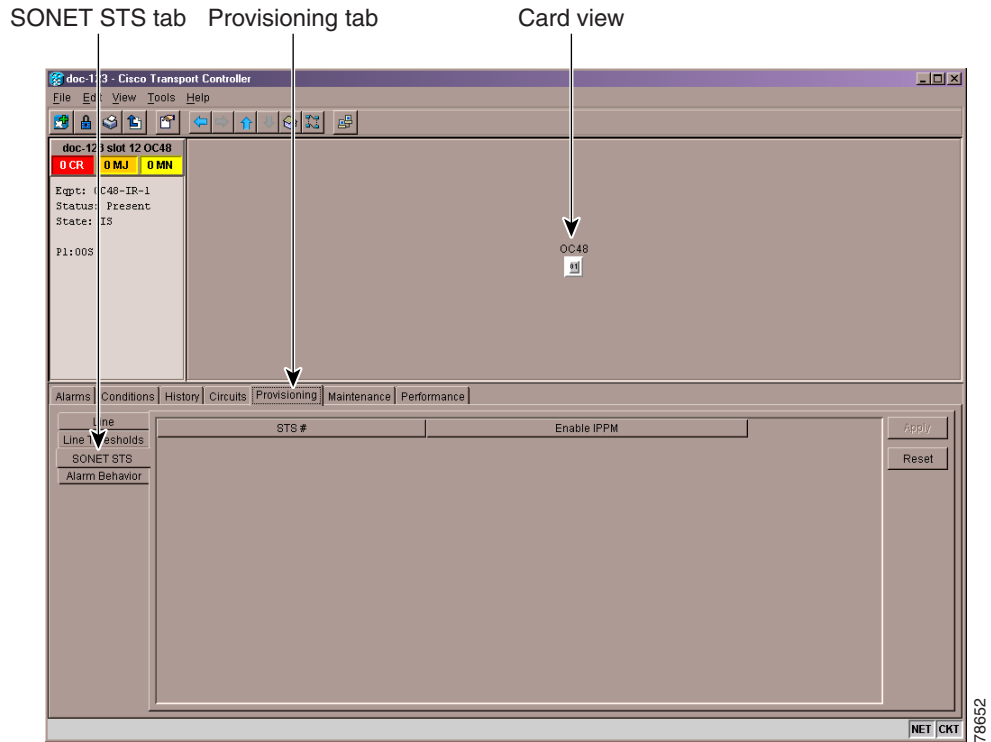 SONET STS tab Provisioning tab Card view
doc-123 - Cisco Transport Controller
File Edit View Tools Help
doc-123 slot 12 OC48
0 CR 0 MJ 0 MN
Eqpt: OC48-IR-1
Status: Present
State: IS
P1:OOS
OC48
01
Alarms Conditions History Circuits Provisioning Maintenance Performance
Line
Line Thresholds
SONET STS
Alarm Behavior
STS # Enable IPPM
Apply
Reset
NET CKT
78652